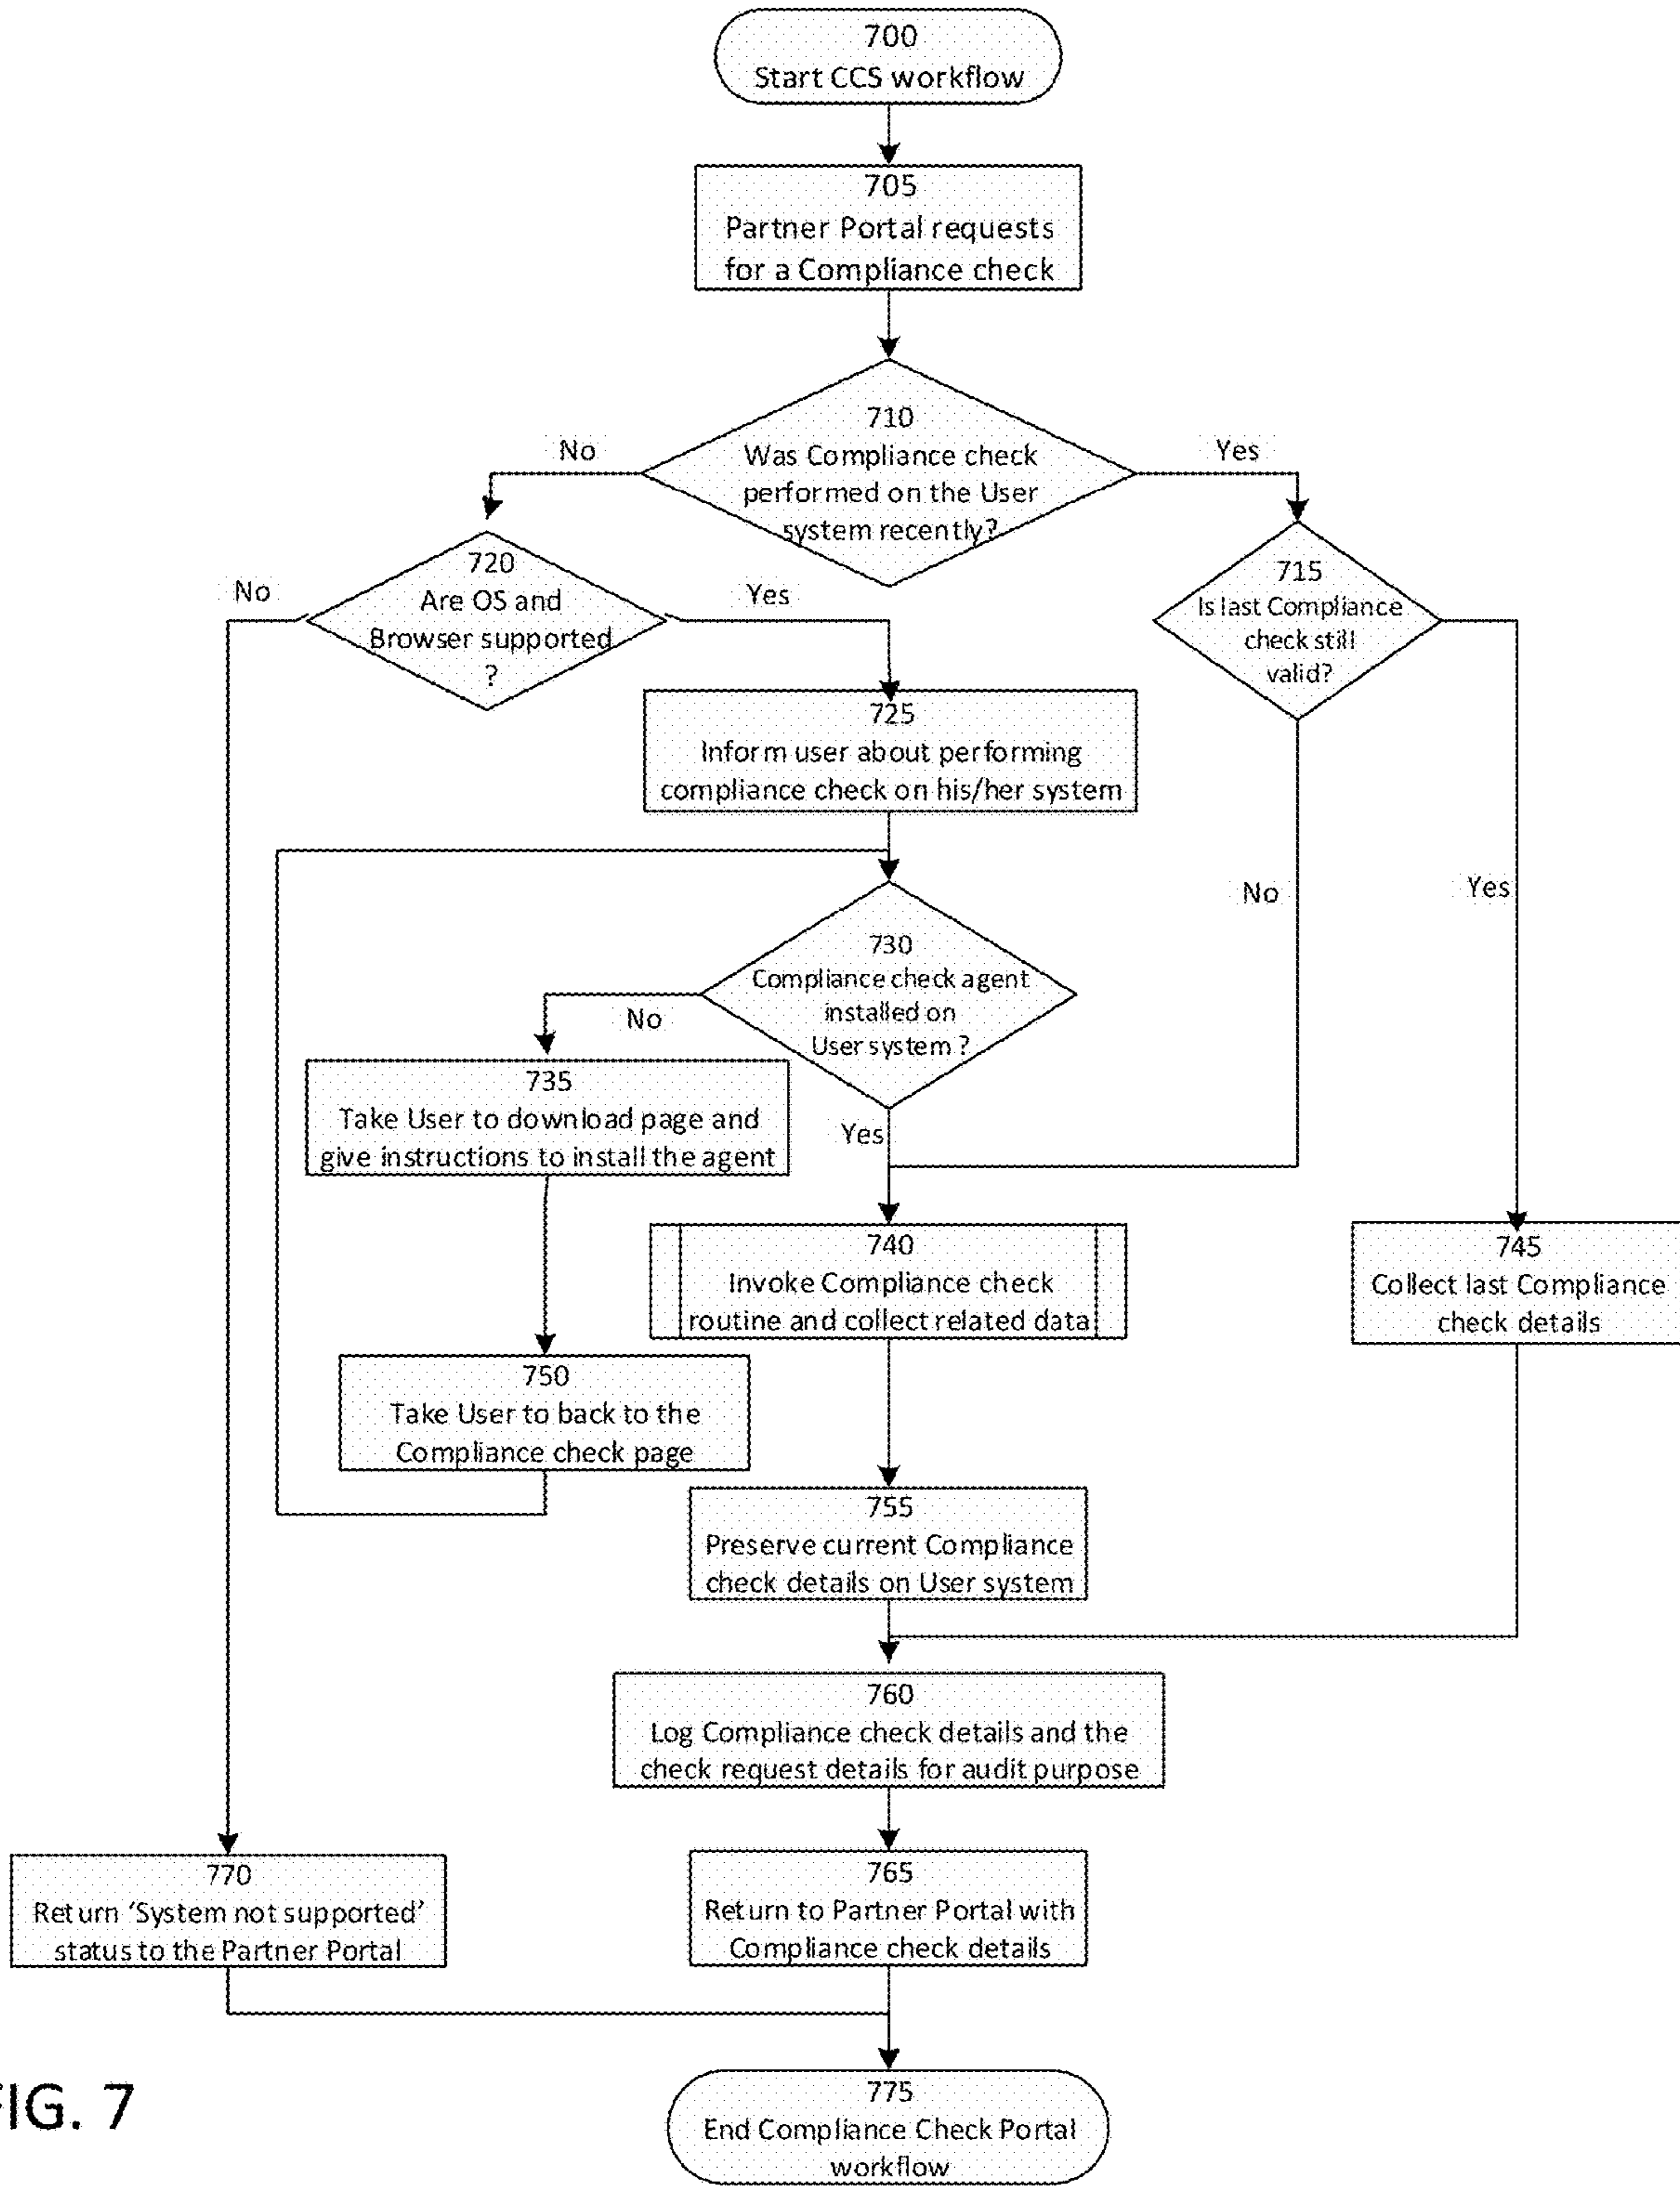 700
Start CCS workflow
705
Partner Portal requests
for a Compliance check
710
Was Compliance check
performed on the User
system recently?
No
Yes
720
Are OS and
Browser supported
?
No
Yes
715
Is last Compliance
check still
valid?
725
Inform user about performing
compliance check on his/her system
No
Yes
730
Compliance check agent
installed on
User system ?
No
Yes
735
Take User to download page and
give instructions to install the agent
740
Invoke Compliance check
routine and collect related data
745
Collect last Compliance
check details
750
Take User to back to the
Compliance check page
755
Preserve current Compliance
check details on User system
760
Log Compliance check details and the
check request details for audit purpose
770
Return ‘System not supported’
status to the Partner Portal
765
Return to Partner Portal with
Compliance check details
775
End Compliance Check Portal
workflow
FIG. 7